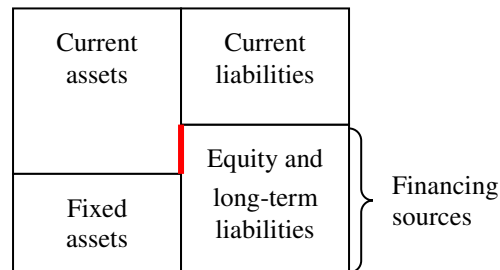 Current
assets
Current
liabilities
Fixed
assets
Equity and
long-term
liabilities
Financing
sources